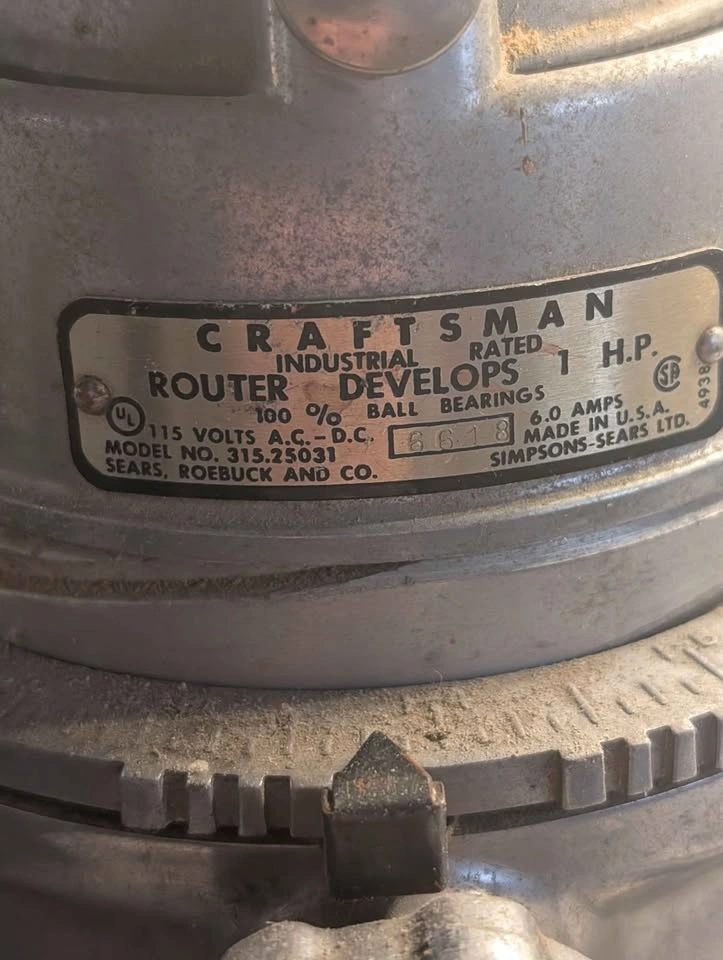 CRAFTSMAN
INDUSTRIAL RATED
ROUTER DEVELOPS 1 H.P.
100 % BALL BEARINGS
UL
115 VOLTS A.C.-D.C.
6.0 AMPS
MODEL NO. 315.25031
MADE IN U.S.A.
SEARS, ROEBUCK AND CO.
SIMPSONS-SEARS LTD.
4938